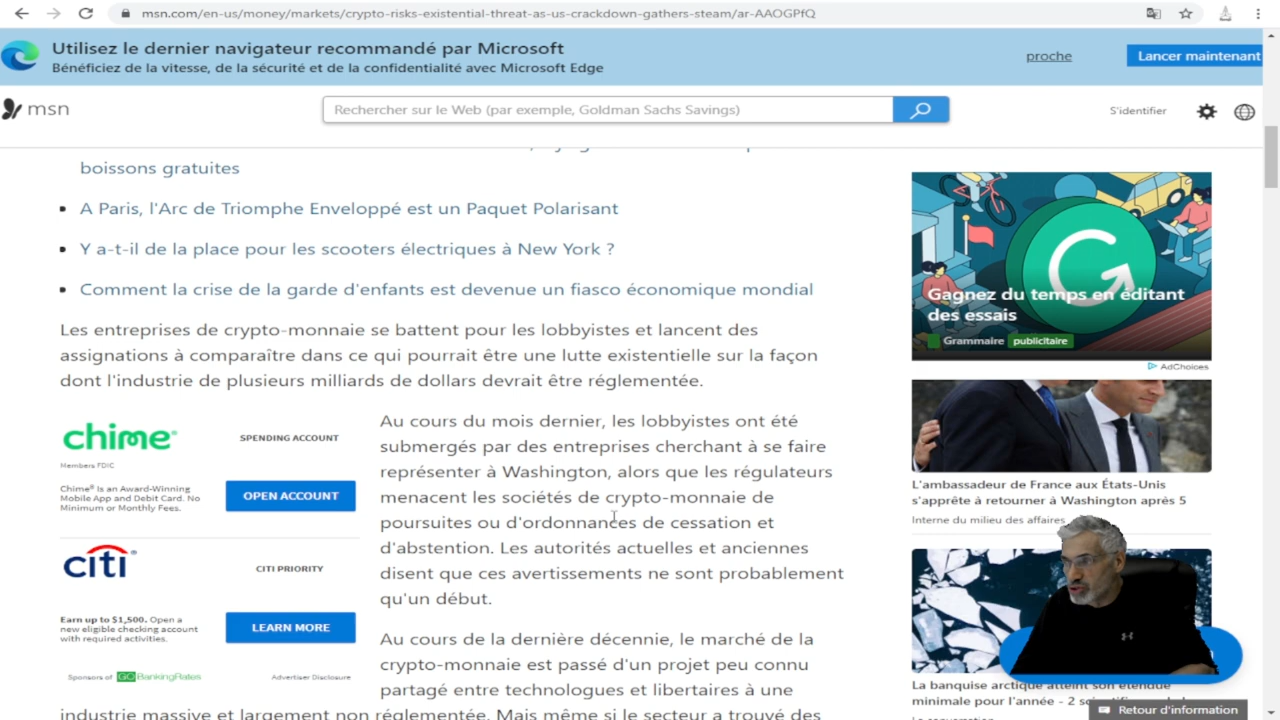 msn.com/en-us/money/markets/crypto-risks-existential-threat-as-us-crackdown-gathers-steam/ar-AAOGPfQ
Utilisez le dernier navigateur recommandé par Microsoft
Bénéficiez de la vitesse, de la sécurité et de la confidentialité avec Microsoft Edge
proche
Lancer maintenant
msn
Rechercher sur le Web (par exemple, Goldman Sachs Savings)
S'identifier
boissons gratuites
A Paris, l'Arc de Triomphe Enveloppé est un Paquet Polarisant
Y a-t-il de la place pour les scooters électriques à New York ?
Comment la crise de la garde d'enfants est devenue un fiasco économique mondial
Les entreprises de crypto-monnaie se battent pour les lobbyistes et lancent des
assignations à comparaître dans ce qui pourrait être une lutte existentielle sur la façon
dont l'industrie de plusieurs milliards de dollars devrait être réglementée.
chime
Members FDIC
SPENDING ACCOUNT
Chime® Is an Award-Winning
Mobile App and Debit Card. No
Minimum or Monthly Fees.
OPEN ACCOUNT
citi
CITI PRIORITY
Earn up to $1,500. Open a
new eligible checking account
with required activities.
LEARN MORE
Sponsors of GOBankingRates
Advertiser Disclosure
Au cours du mois dernier, les lobbyistes ont été
submergés par des entreprises cherchant à se faire
représenter à Washington, alors que les régulateurs
menacent les sociétés de crypto-monnaie de
poursuites ou d'ordonnances de cessation et
d'abstention. Les autorités actuelles et anciennes
disent que ces avertissements ne sont probablement
qu'un début.
Au cours de la dernière décennie, le marché de la
crypto-monnaie est passé d'un projet peu connu
partagé entre technologues et libertaires à une
industrie massive et largement non réglementée. Mais même si le secteur a trouvé des
Gagnez du temps en éditant
des essais
Grammaire publicitaire
AdChoices
L'ambassadeur de France aux États-Unis
s'apprête à retourner à Washington après 5
Interne du milieu des affaires
La banquise arctique atteint son étendue
minimale pour l'année - 2
Retour d'information